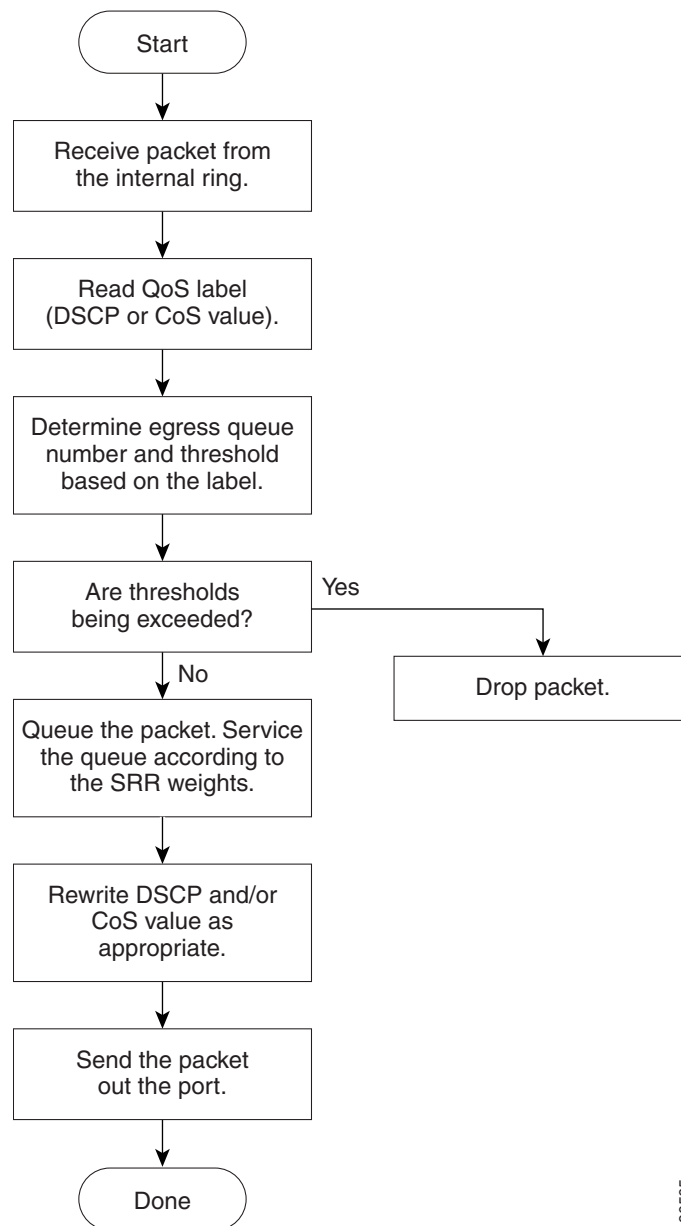 Start
Receive packet from
the internal ring.
Read QoS label
(DSCP or CoS value).
Determine egress queue
number and threshold
based on the label.
Are thresholds
being exceeded?
Yes
No
Drop packet.
Queue the packet. Service
the queue according to
the SRR weights.
Rewrite DSCP and/or
CoS value as
appropriate.
Send the packet
out the port.
Done